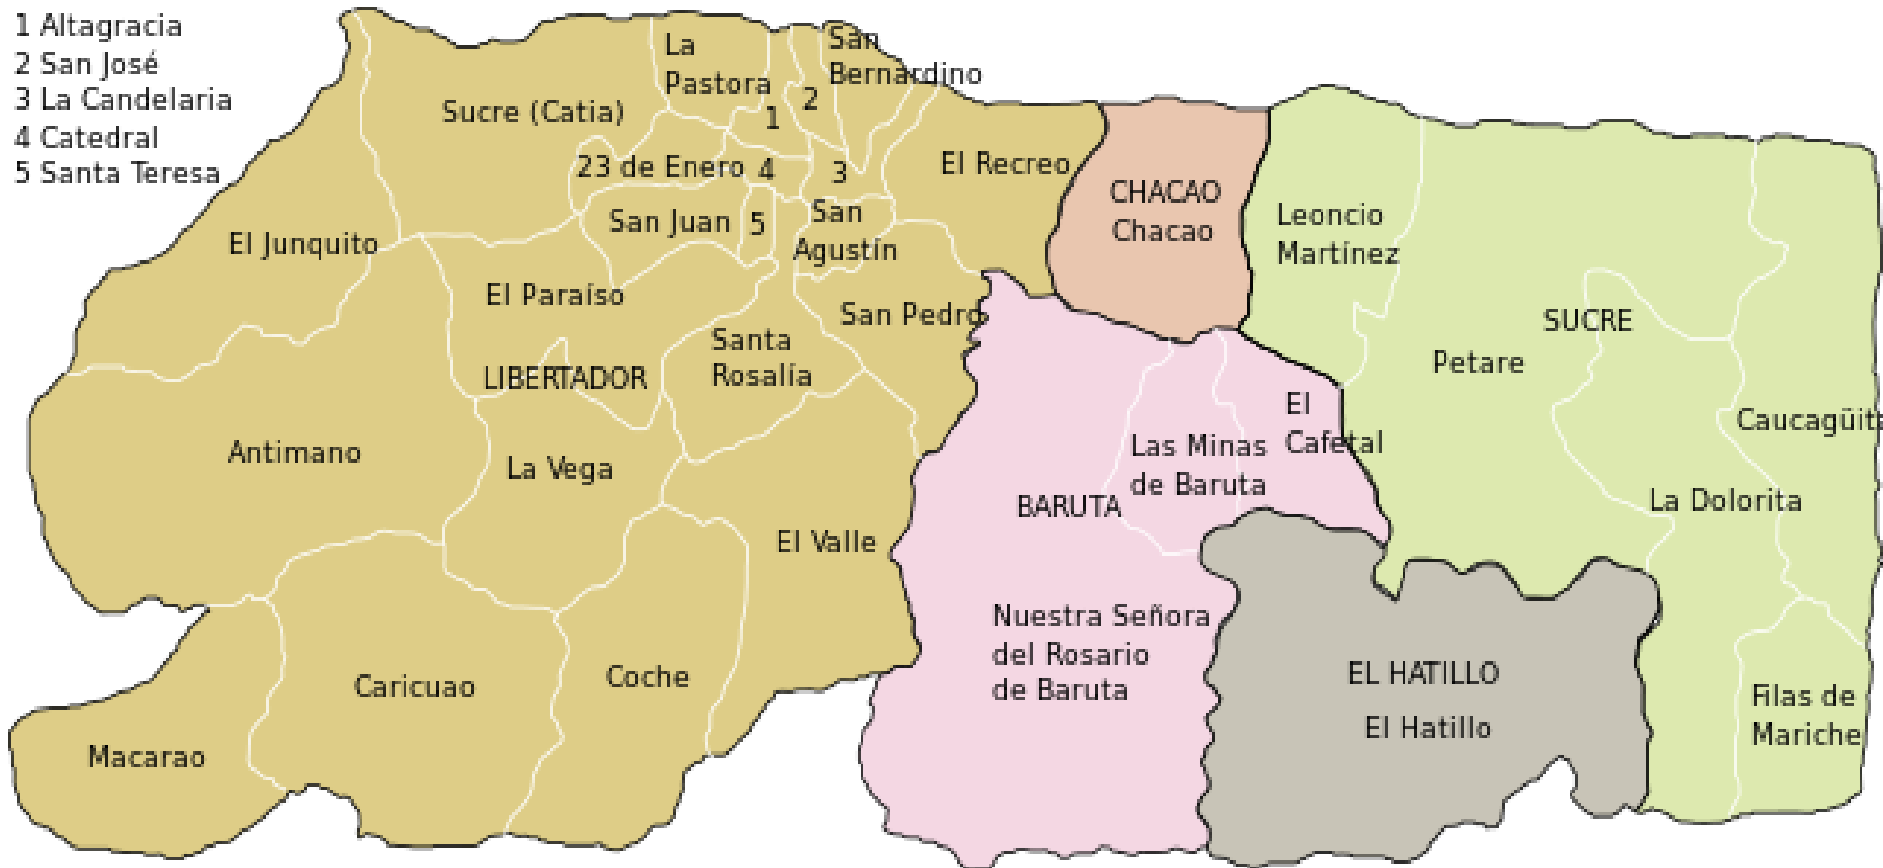 1 Altagracia
2 San José
3 La Candelaria
4 Catedral
5 Santa Teresa
La
Pastora
San
Bernardino
Sucre (Catia)
1
2
23 de Enero
4
3
El Recreo
San Juan
5
San
Agustín
El Junquito
El Paraíso
San Pedro
Santa
Rosalía
LIBERTADOR
Antimano
La Vega
El Valle
Caricuao
Coche
Macarao
CHACAO
Chacao
Leoncio
Martínez
SUCRE
Petare
Caucagüit
La Dolorita
Filas de
Mariche
El
Cafetal
Las Minas
de Baruta
BARUTA
Nuestra Señora
del Rosario
de Baruta
EL HATILLO
El Hatillo